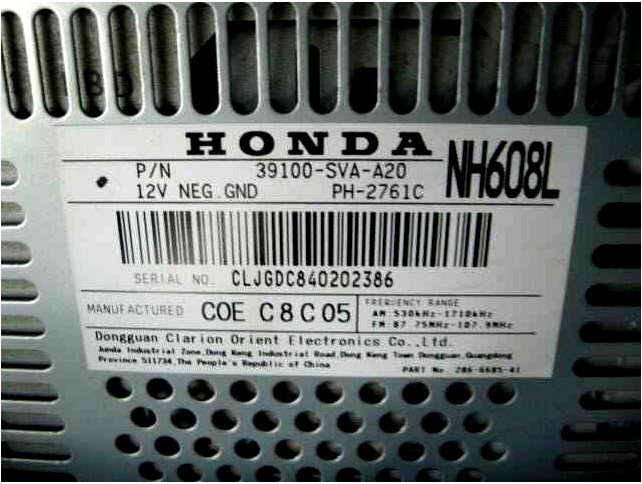 HONDA
NH608L
P/N 39100-SVA-A20
12V NEG.GND PH-2761C
SERIAL NO. CLJGDC840202386
MANUFACTURED COE C8C05
FREQUENCY RANGE
AM:530kHz-1710kHz
FM:87.75MHz-107.9MHz
Dongguan Clarion Orient Electronics Co.,Ltd.
Industrial Zone,Dong Keng Industrial Road,Dong Keng Town Dongguan,Guangdong
Province 511734,The People's Republic of China
PART No 286-6685-41